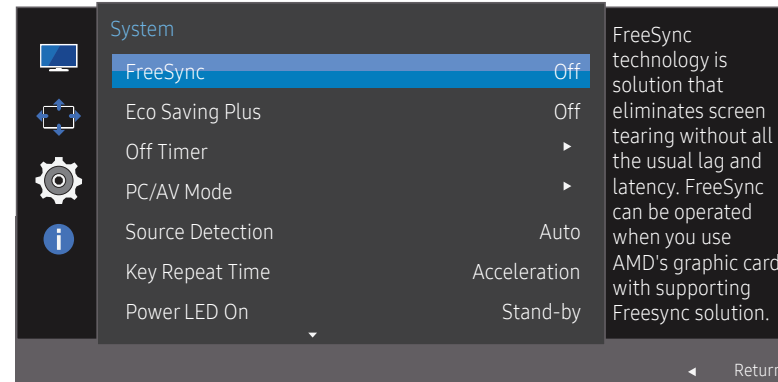 System
FreeSync Off
Eco Saving Plus Off
Off Timer
PC/AV Mode
Source Detection Auto
Key Repeat Time Acceleration
Power LED On Stand-by
FreeSync
technology is
solution that
eliminates screen
tearing without all
the usual lag and
latency. FreeSync
can be operated
when you use
AMD's graphic card
with supporting
Freesync solution.
Return